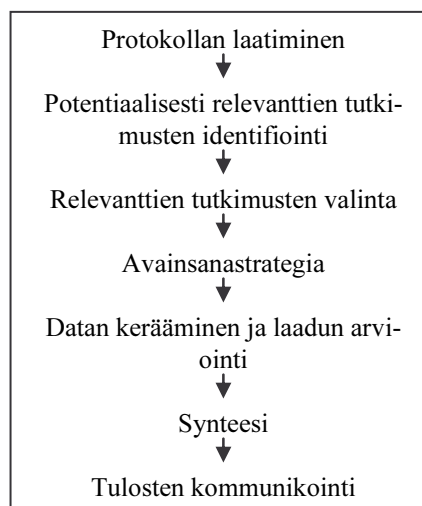 Protokollan laatiminen
Potentiaalisesti relevanttien tutki-
musten identifiointi
Relevanttien tutkimusten valinta
Avainsanastrategia
Datan kerääminen ja laadun arvi-
ointi
Synteesi
Tulosten kommunikointi